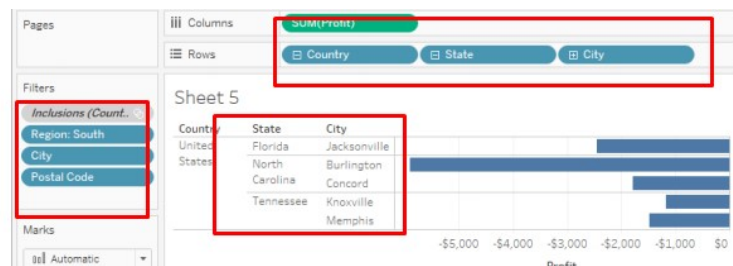 Pages
Columns SUM(Profit)
Rows Country State City
Filters
Inclusions (Count..
Region: South
City
Postal Code
Marks
Automatic
Sheet 5
Country State City
United States Florida Jacksonville
North Carolina Burlington
Concord
Tennessee Knoxville
Memphis
-$5,000 -$4,000 -$3,000 -$2,000 -$1,000 $0
Profit